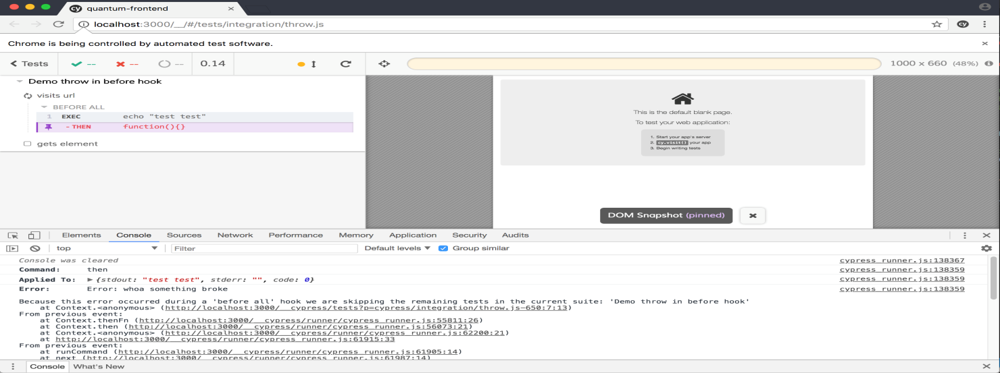 cy quantum-frontend ×
localhost:3000/__/#/tests/integration/throw.js cy
Chrome is being controlled by automated test software. ×
Tests -- -- -- 0.14 1000 x 660 (48%)
Demo throw in before hook
visits url
BEFORE ALL
1 EXEC echo "test test"
- THEN function(){}
gets element
This is the default blank page.
To test your web application:
1. Start your app's server
2. cy.visit() your app
3. Begin writing tests
DOM Snapshot (pinned)
Elements Console Sources Network Performance Memory Application Security Audits
top Filter Default levels Group similar
Console was cleared cypress_runner.js:138367
Command: then cypress_runner.js:138359
Applied To: {stdout: "test test", stderr: "", code: 0} cypress_runner.js:138359
Error: Error: whoa something broke cypress_runner.js:138359
Because this error occurred during a 'before all' hook we are skipping the remaining tests in the current suite: 'Demo throw in before hook'
at Context.<anonymous> (http://localhost:3000/__cypress/tests?p=cypress/integration/throw.js-650:7:13)
From previous event:
at Context.thenFn (http://localhost:3000/__cypress/runner/cypress_runner.js:55811:26)
at Context.then (http://localhost:3000/__cypress/runner/cypress_runner.js:56073:21)
at Context.<anonymous> (http://localhost:3000/__cypress/runner/cypress_runner.js:62200:21)
at http://localhost:3000/__cypress/runner/cypress_runner.js:61915:33
From previous event:
at runCommand (http://localhost:3000/__cypress/runner/cypress_runner.js:61905:14)
at next (http://localhost:3000/__cypress/runner/cypress_runner.js:61987:14)
Console What's New